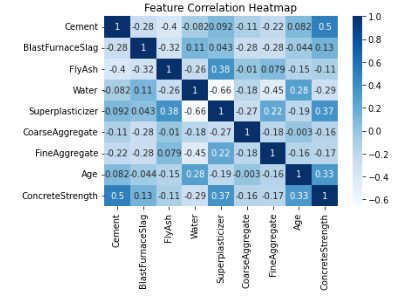 Feature Correlation Heatmap
Cement 1 -0.28 -0.4 -0.082 0.092 -0.11 -0.22 0.082 0.5
BlastFurnaceSlag -0.28 1 -0.32 0.11 0.043 -0.28 -0.28 -0.044 0.13
FlyAsh -0.4 -0.32 1 -0.26 0.38 -0.01 0.079 -0.15 -0.11
Water -0.082 0.11 -0.26 1 -0.66 -0.18 -0.45 0.28 -0.29
Superplasticizer 0.092 0.043 0.38 -0.66 1 -0.27 0.22 -0.19 0.37
CoarseAggregate -0.11 -0.28 -0.01 -0.18 -0.27 1 -0.18 -0.003 -0.16
FineAggregate -0.22 -0.28 0.079 -0.45 0.22 -0.18 1 -0.16 -0.17
Age 0.082 -0.044 -0.15 0.28 -0.19 -0.003 -0.16 1 0.33
ConcreteStrength 0.5 0.13 -0.11 -0.29 0.37 -0.16 -0.17 0.33 1
Cement BlastFurnaceSlag FlyAsh Water Superplasticizer CoarseAggregate FineAggregate Age ConcreteStrength
1.0
0.8
0.6
0.4
0.2
0.0
-0.2
-0.4
-0.6